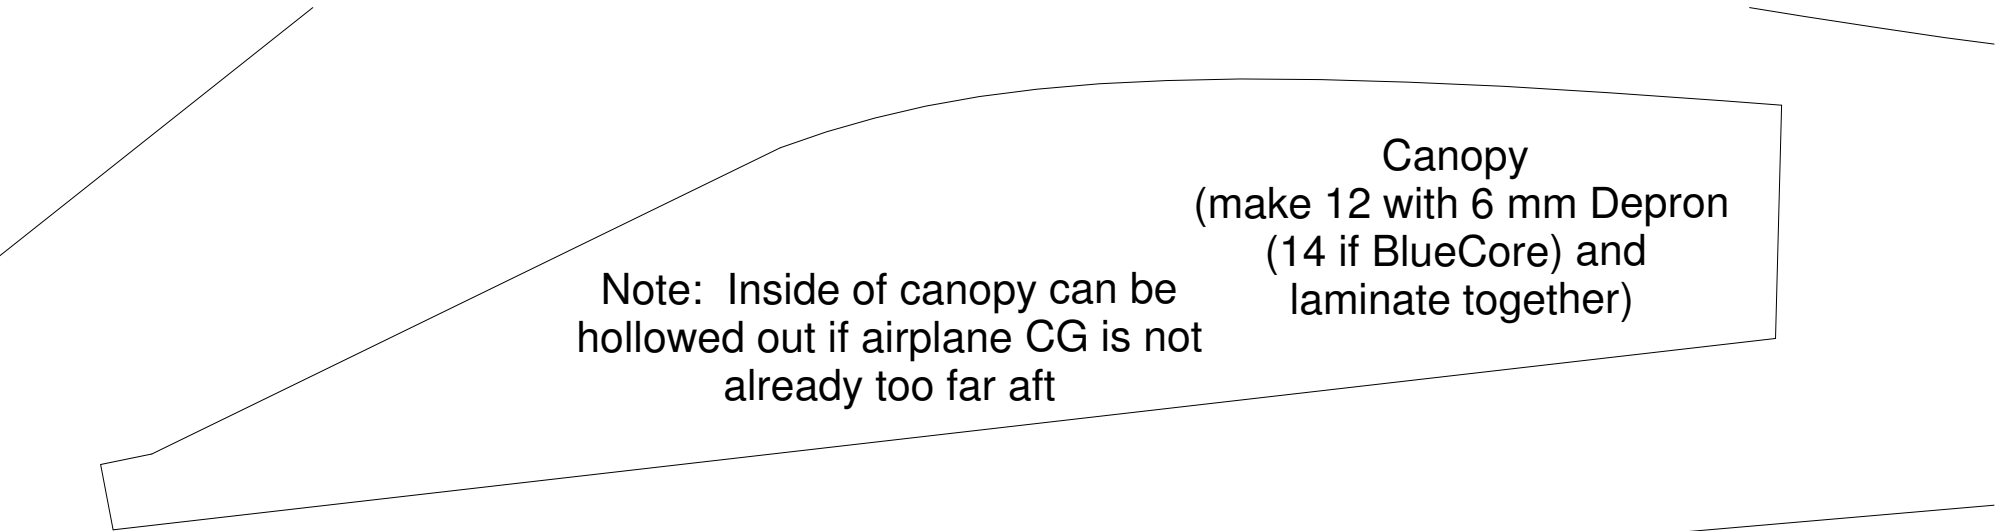 Canopy
(make 12 with 6 mm Depron
(14 if BlueCore) and
laminate together)
Note:  Inside of canopy can be
hollowed out if airplane CG is not
already too far aft